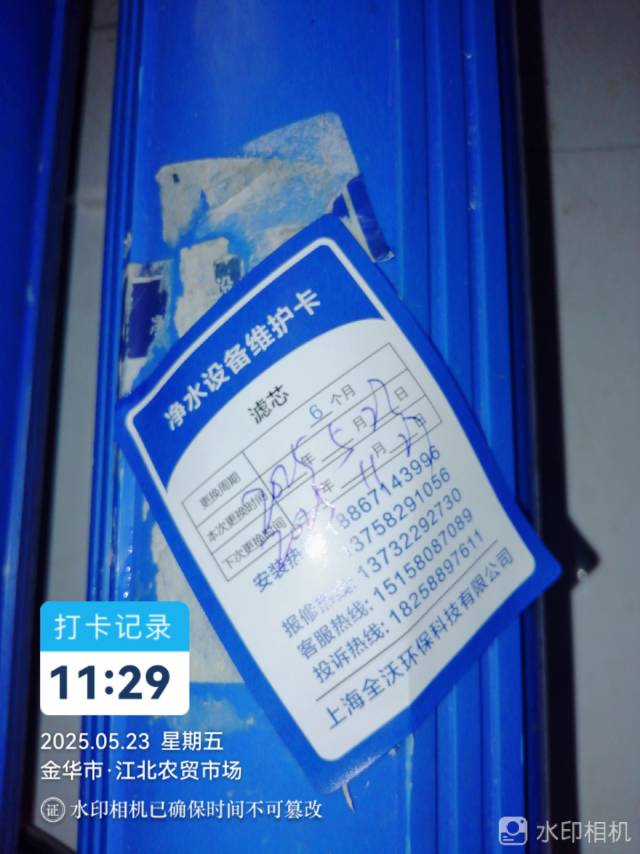 净水设备维护卡
滤芯
更换周期 6 个月
本次更换时间 2025 年 5 月 22 日
下次更换时间 年 11 月 日
安装热线: 18867143996
13758291056
报修热线: 13732292730
客服热线: 15158087089
投诉热线: 18258897611
上海全沃环保科技有限公司
打卡记录
11:29
2025.05.23 星期五
金华市·江北农贸市场
证 水印相机已确保时间不可篡改
水印相机